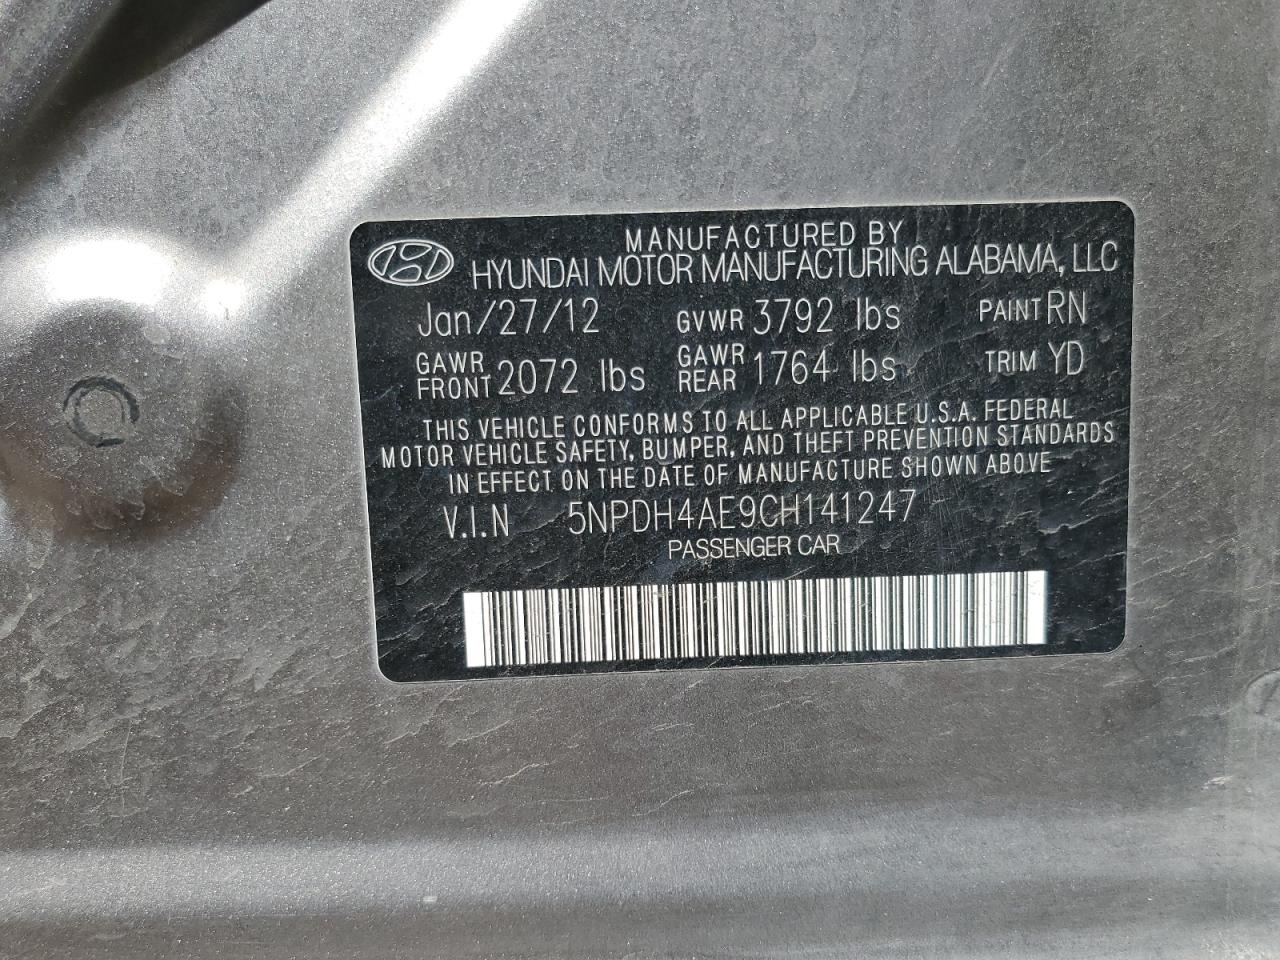 MANUFACTURED BY
HYUNDAI MOTOR MANUFACTURING ALABAMA, LLC
Jan/27/12 GVWR 3792 lbs PAINT RN
GAWR FRONT 2072 lbs GAWR REAR 1764 lbs TRIM YD
THIS VEHICLE CONFORMS TO ALL APPLICABLE U.S.A. FEDERAL
MOTOR VEHICLE SAFETY, BUMPER, AND THEFT PREVENTION STANDARDS
IN EFFECT ON THE DATE OF MANUFACTURE SHOWN ABOVE
V.I.N 5NPDH4AE9CH141247
PASSENGER CAR